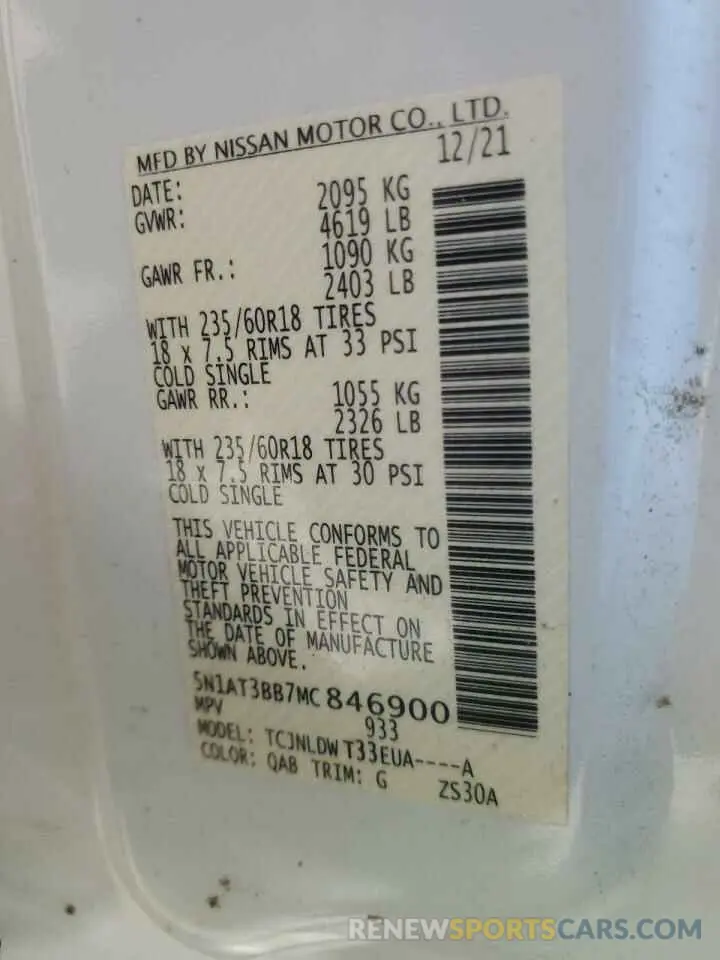 MFD BY NISSAN MOTOR CO., LTD.
DATE: 12/21
GVWR: 2095 KG
4619 LB
GAWR FR.: 1090 KG
2403 LB
WITH 235/60R18 TIRES
18 x 7.5 RIMS AT 33 PSI
COLD SINGLE
GAWR RR.: 1055 KG
2326 LB
WITH 235/60R18 TIRES
18 x 7.5 RIMS AT 30 PSI
COLD SINGLE
THIS VEHICLE CONFORMS TO
ALL APPLICABLE FEDERAL
MOTOR VEHICLE SAFETY AND
THEFT PREVENTION
STANDARDS IN EFFECT ON
THE DATE OF MANUFACTURE
SHOWN ABOVE.
5N1AT3BB7MC 846900
MPV 933
MODEL: TCJNLDW T33EUA----A
COLOR: QAB TRIM: G ZS30A
RENEWSPORTSCARS.COM